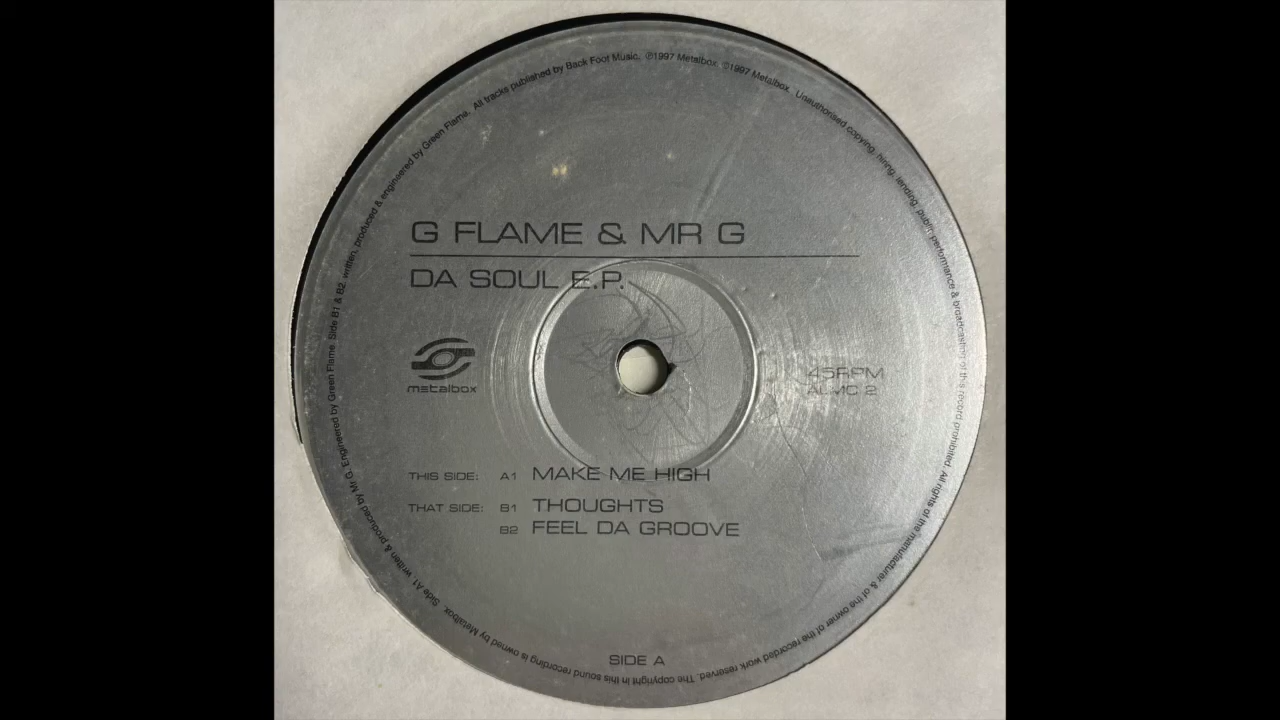 G FLAME & MR G
DA SOUL E.P.
metalbox
45RPM
ALMC 2
THIS SIDE: A1 MAKE ME HIGH
THAT SIDE: B1 THOUGHTS
B2 FEEL DA GROOVE
SIDE A
Side A1 written & produced by Mr G. Engineered by Green Flame. Side B1 & B2 written, produced & engineered by Green Flame. All tracks published by Back Foot Music. ℗1997 Metalbox. ©1997 Metalbox. Unauthorised copying, hiring, lending, public performance & broadcasting of this record prohibited. All rights of the manufacturer & of the owner of the recorded work reserved. The copyright in this sound recording is owned by Metalbox.